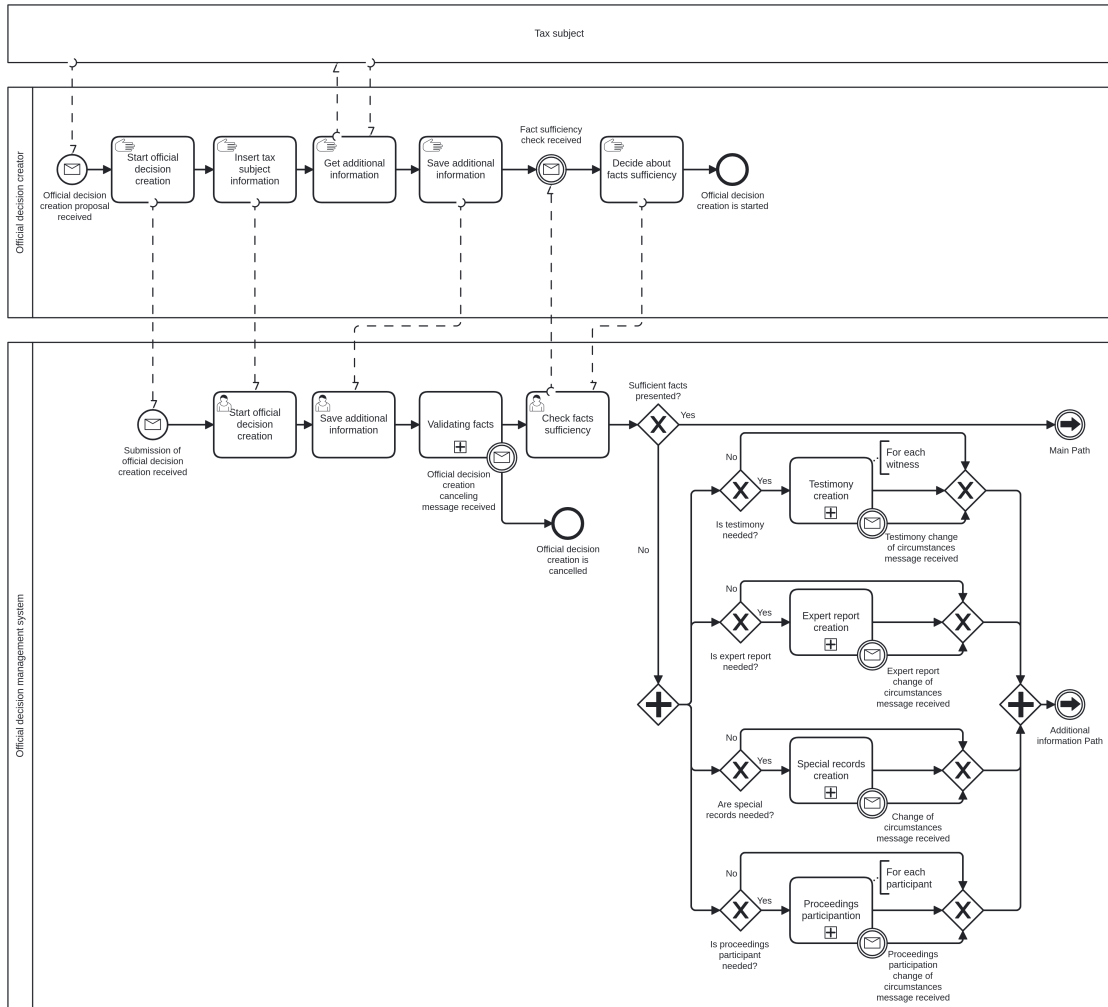 Tax subject
Official decision creator
Fact sufficiency
check received
Start official
decision
creation
Insert tax
subject
information
Get additional
information
Save additional
information
Decide about
facts sufficiency
Official decision
creation proposal
received
Official decision
creation is started
Official decision management system
Sufficient facts
presented?
Yes
Start official
decision
creation
Save additional
information
Validating facts
Check facts
sufficiency
Submission of
official decision
creation received
Official decision
creation
canceling
message received
Official decision
creation is
cancelled
Main Path
No
No
For each
witness
Yes
Testimony
creation
Is testimony
needed?
Testimony change
of circumstances
message received
No
Yes
Expert report
creation
Is expert report
needed?
Expert report
change of
circumstances
message received
Additional
information Path
No
Yes
Special records
creation
Are special
records needed?
Change of
circumstances
message received
No
For each
participant
Yes
Proceedings
participantion
Is proceedings
participant
needed?
Proceedings
participation
change of
circumstances
message received